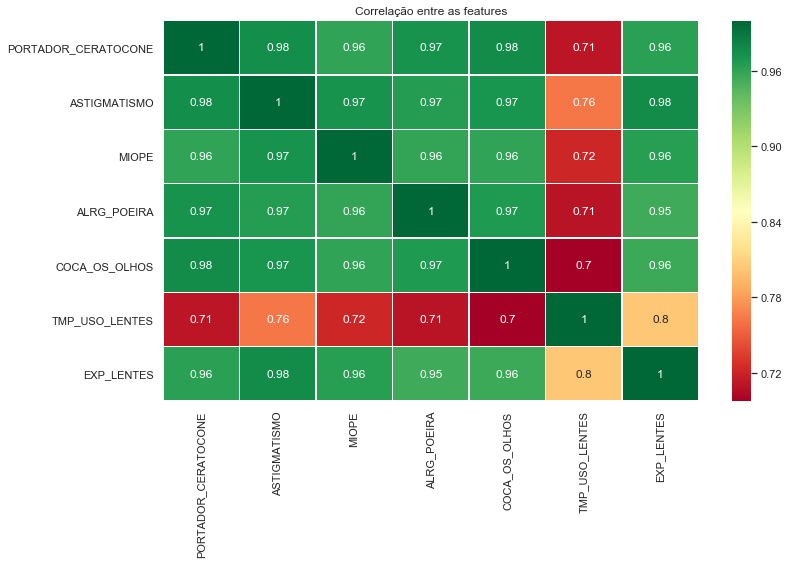 Correlação entre as features
PORTADOR_CERATOCONE 1 0.98 0.96 0.97 0.98 0.71 0.96
ASTIGMATISMO 0.98 1 0.97 0.97 0.97 0.76 0.98
MIOPE 0.96 0.97 1 0.96 0.96 0.72 0.96
ALRG_POEIRA 0.97 0.97 0.96 1 0.97 0.71 0.95
COCA_OS_OLHOS 0.98 0.97 0.96 0.97 1 0.7 0.96
TMP_USO_LENTES 0.71 0.76 0.72 0.71 0.7 1 0.8
EXP_LENTES 0.96 0.98 0.96 0.95 0.96 0.8 1
PORTADOR_CERATOCONE
ASTIGMATISMO
MIOPE
ALRG_POEIRA
COCA_OS_OLHOS
TMP_USO_LENTES
EXP_LENTES
0.96
0.90
0.84
0.78
0.72